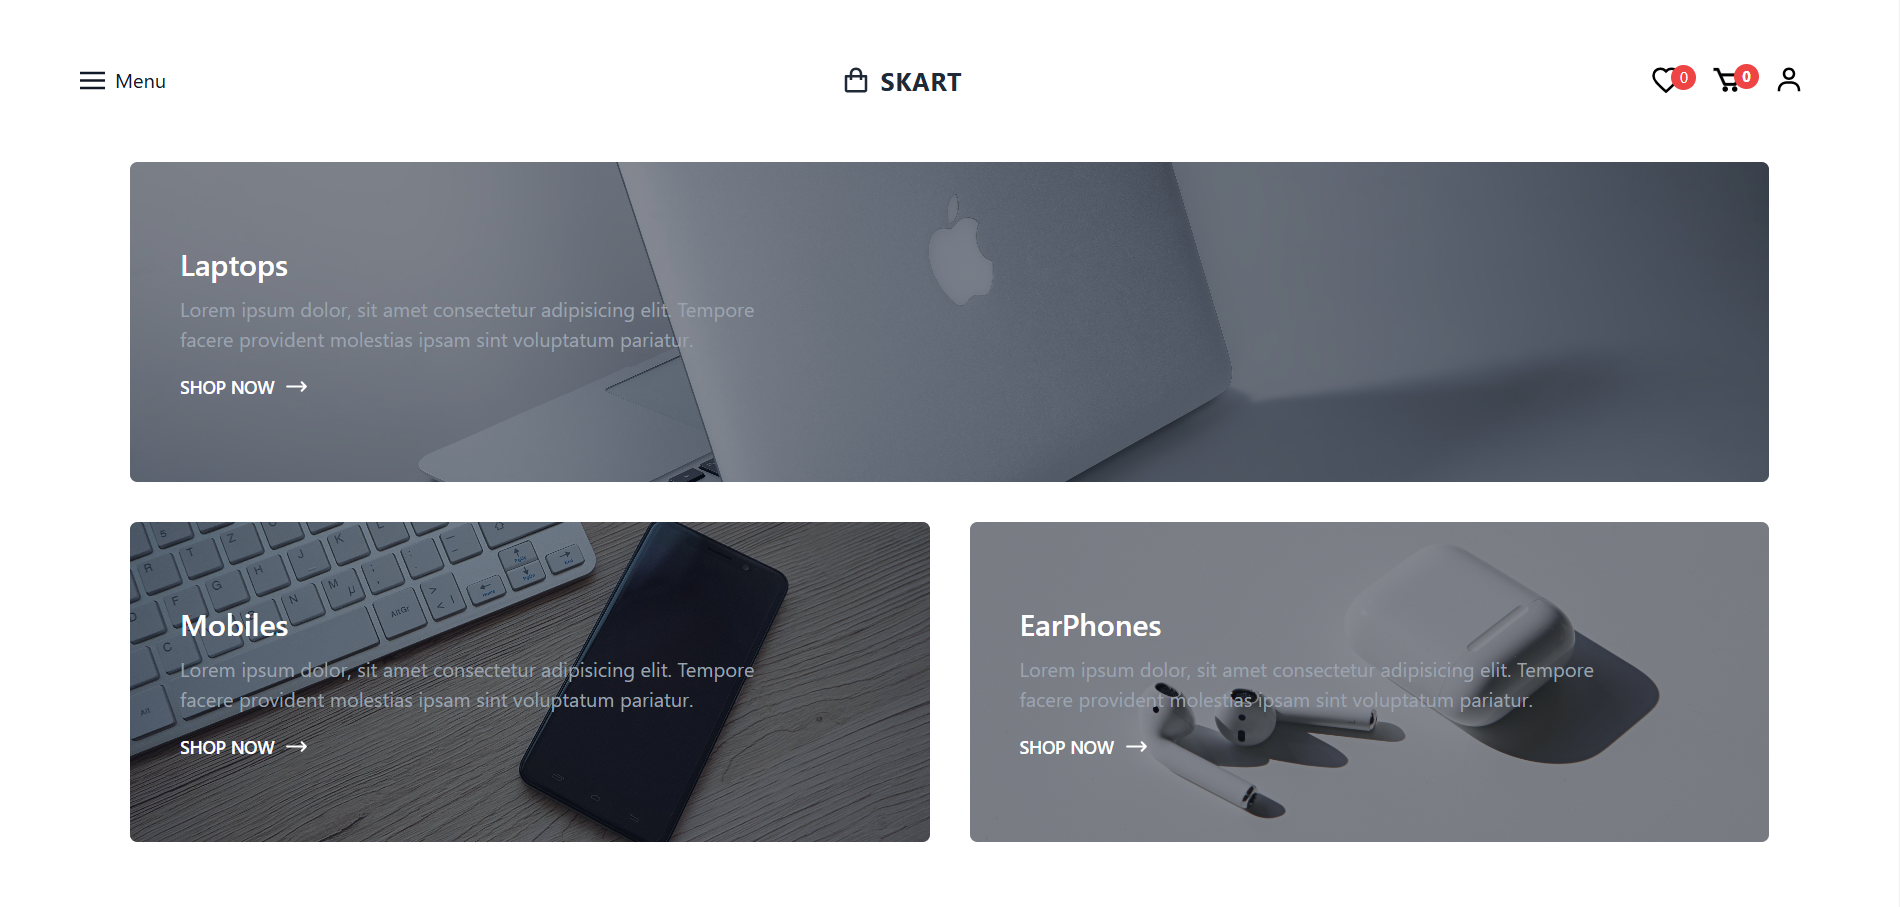 Menu
SKART
0
0
Laptops
Lorem ipsum dolor, sit amet consectetur adipisicing elit. Tempore
facere provident molestias ipsam sint voluptatum pariatur.
SHOP NOW
Mobiles
Lorem ipsum dolor, sit amet consectetur adipisicing elit. Tempore
facere provident molestias ipsam sint voluptatum pariatur.
SHOP NOW
EarPhones
Lorem ipsum dolor, sit amet consectetur adipisicing elit. Tempore
facere provident molestias ipsam sint voluptatum pariatur.
SHOP NOW